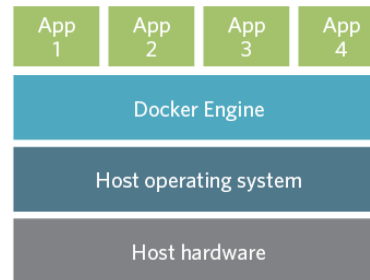 App App App App
1 2 3 4
Docker Engine
Host operating system
Host hardware